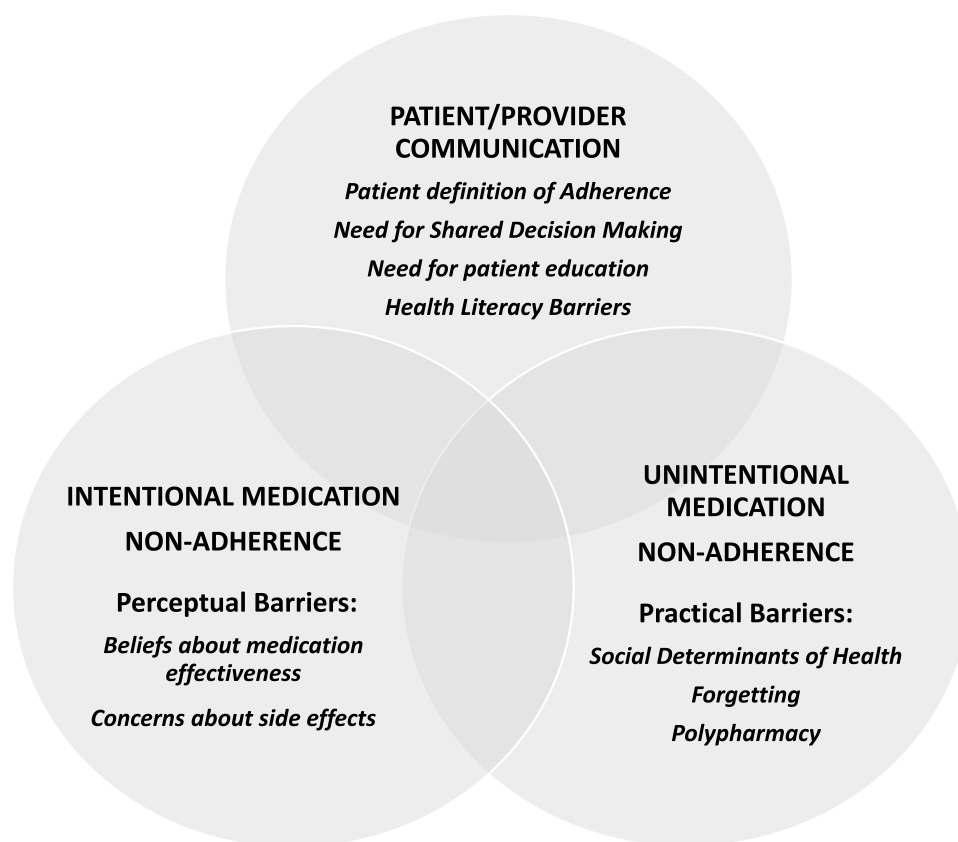 PATIENT/PROVIDER
COMMUNICATION
Patient definition of Adherence
Need for Shared Decision Making
Need for patient education
Health Literacy Barriers
INTENTIONAL MEDICATION
NON-ADHERENCE
Perceptual Barriers:
Beliefs about medication
effectiveness
Concerns about side effects
UNINTENTIONAL
MEDICATION
NON-ADHERENCE
Practical Barriers:
Social Determinants of Health
Forgetting
Polypharmacy